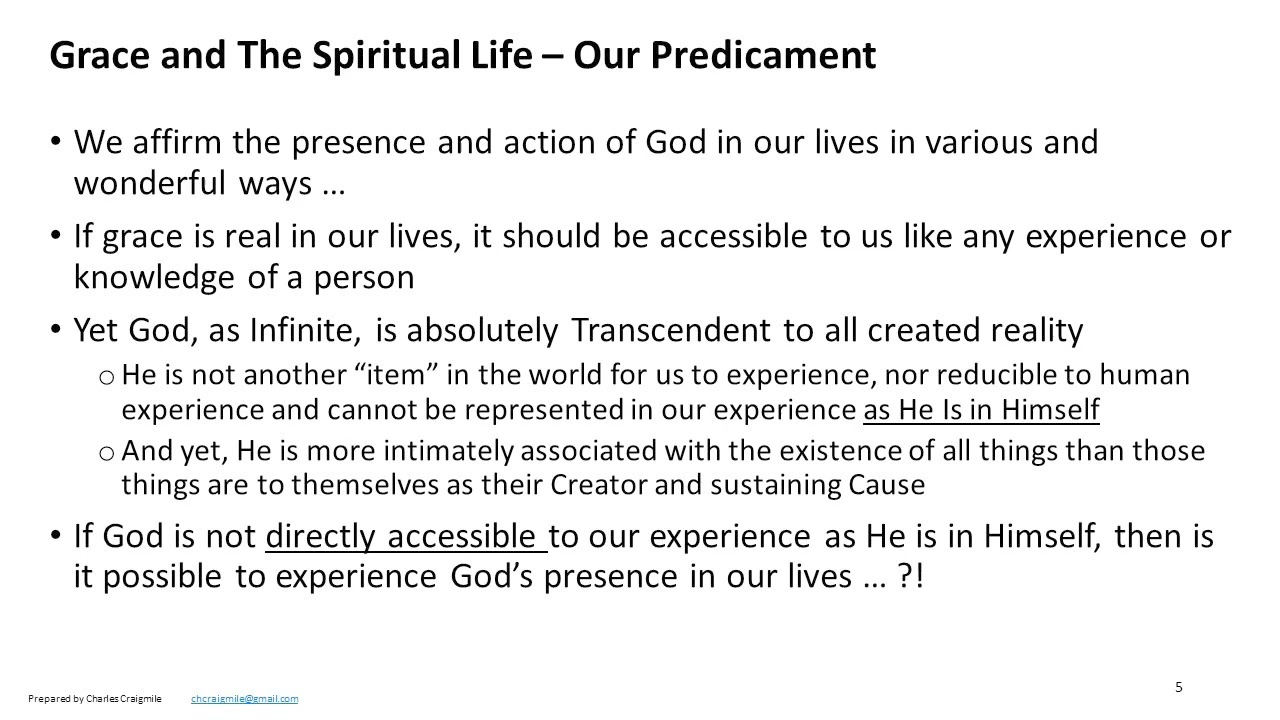 Grace and The Spiritual Life – Our Predicament
• We affirm the presence and action of God in our lives in various and
wonderful ways …
• If grace is real in our lives, it should be accessible to us like any experience or
knowledge of a person
• Yet God, as Infinite, is absolutely Transcendent to all created reality
o He is not another “item” in the world for us to experience, nor reducible to human
experience and cannot be represented in our experience as He Is in Himself
o And yet, He is more intimately associated with the existence of all things than those
things are to themselves as their Creator and sustaining Cause
• If God is not directly accessible to our experience as He is in Himself, then is
it possible to experience God’s presence in our lives … ?!
Prepared by Charles Craigmile chcraigmile@gmail.com
5